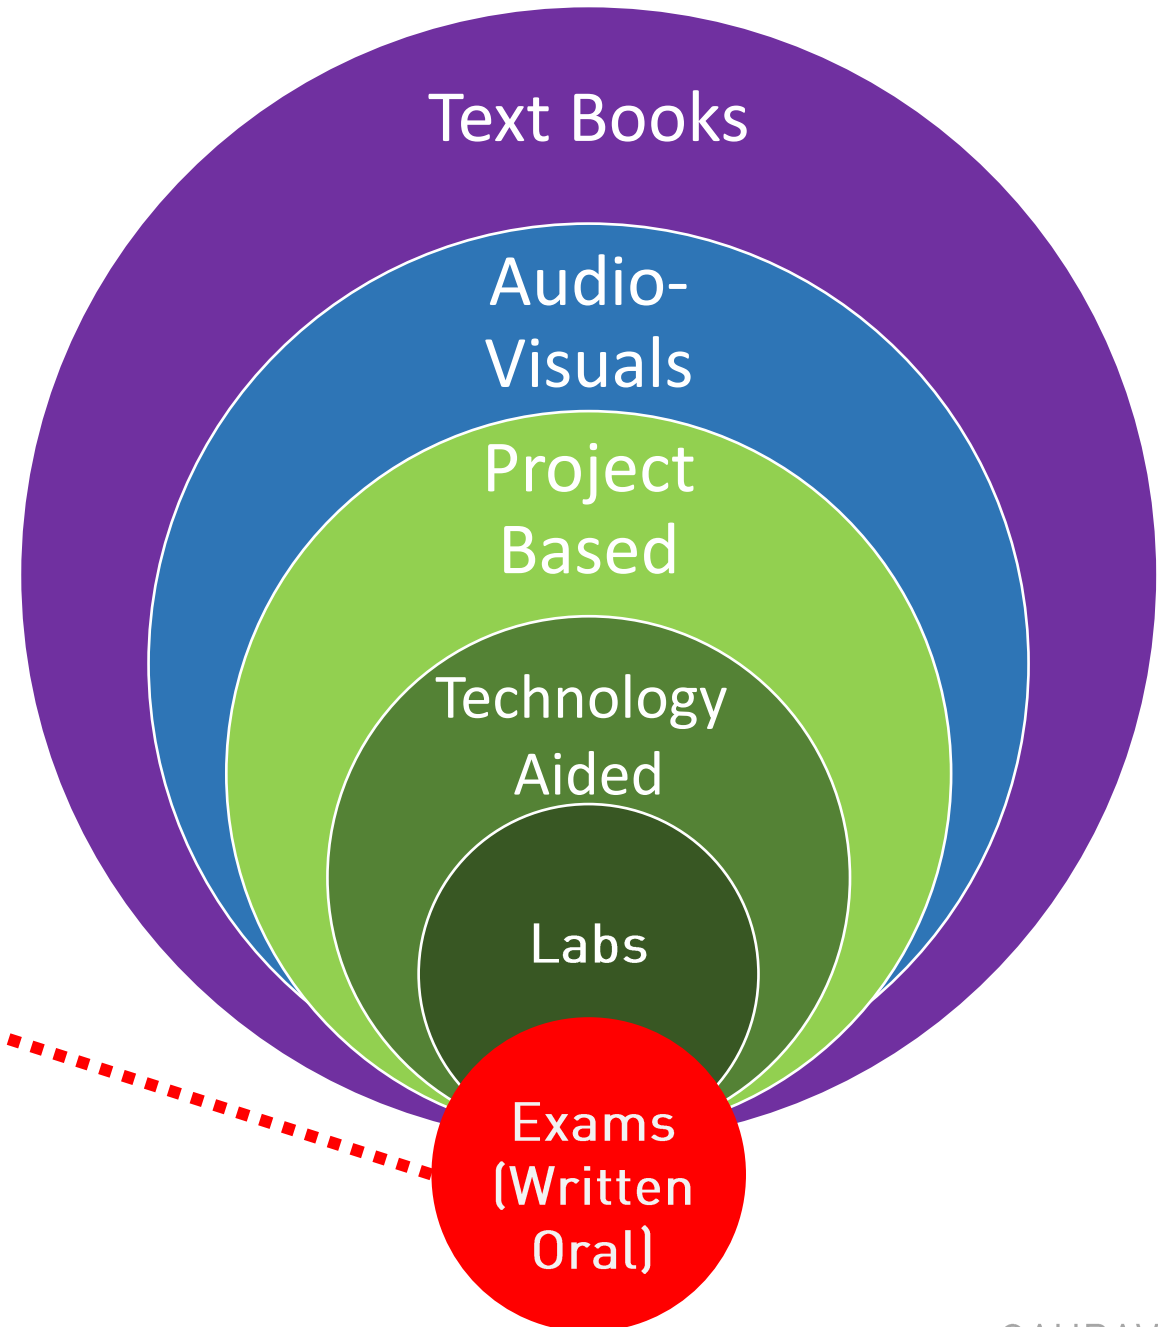 Text Books
Audio-
Visuals
Project
Based
Technology
Aided
Labs
Exams
(Written
Oral)